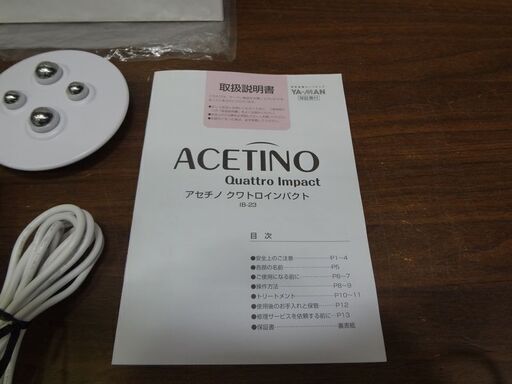 取扱説明書
YA-MAN
保証書付
ACETINO
Quattro Impact
アセチノ クワトロインパクト
IB-23
目 次
●安全上のご注意 P1~4
●各部の名前 P5
●ご使用になる前に P6~7
●操作方法 P8~9
●トリートメント P10~11
●使用後のお手入れと保管 P12
●修理サービスを依頼する前に P13
●保証書 裏表紙